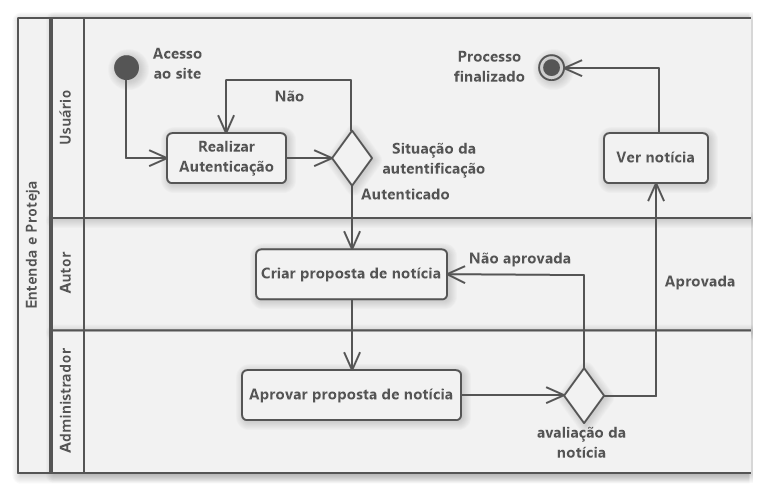 Entenda e Proteja
Usuário
Autor
Administrador
Acesso
ao site
Não
Realizar
Autenticação
Situação da
autentificação
Autenticado
Processo
finalizado
Ver notícia
Criar proposta de notícia
Não aprovada
Aprovada
Aprovar proposta de notícia
avaliação da
notícia